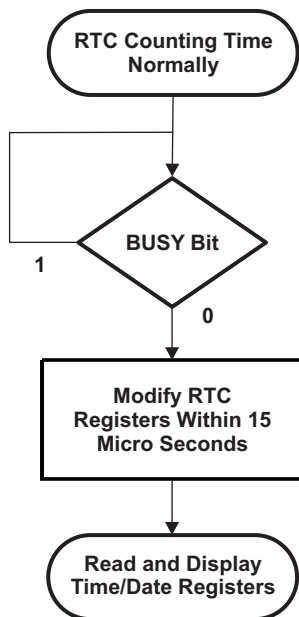 RTC Counting Time
Normally
BUSY Bit
1
0
Modify RTC
Registers Within 15
Micro Seconds
Read and Display
Time/Date Registers